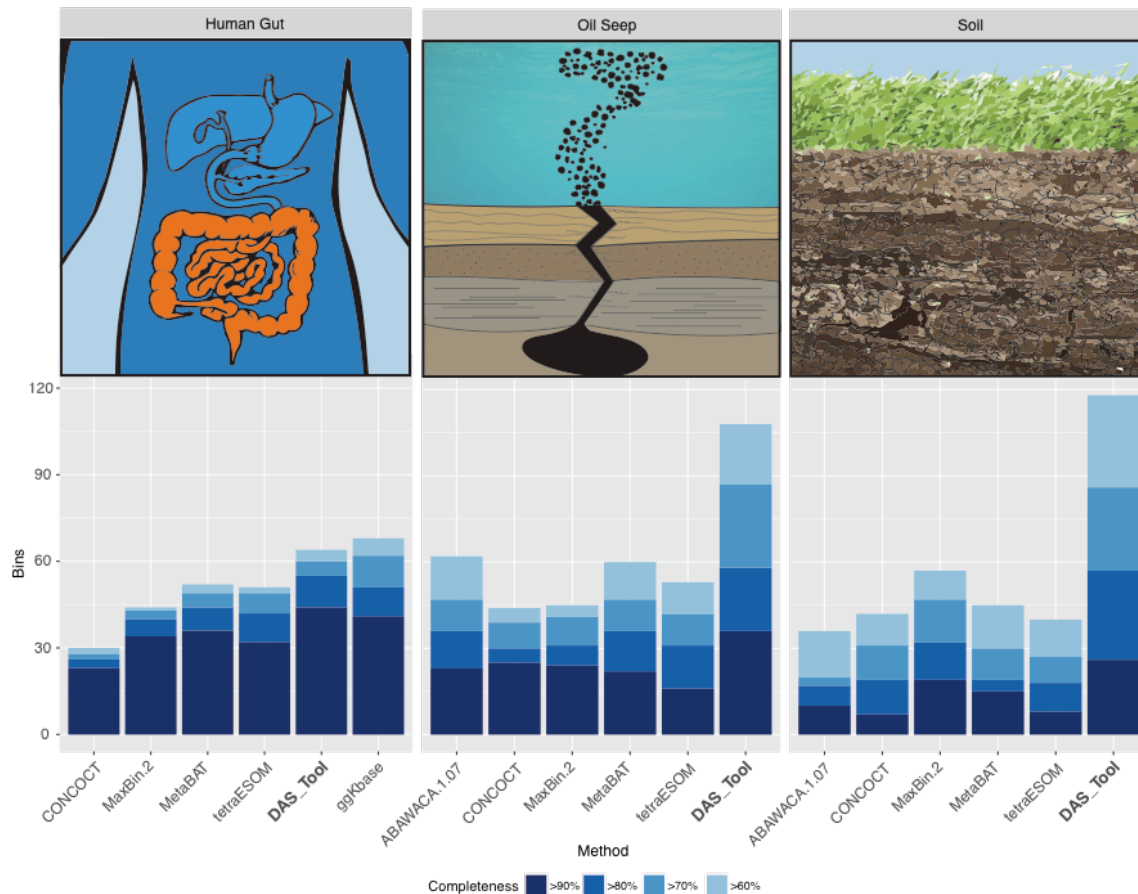 Human Gut
Oil Seep
Soil
120
90
60
30
0
Bins
CONCOCT
MaxBin.2
MetaBAT
tetraESOM
DAS_Tool
ggKbase
ABAWACA.1.07
CONCOCT
MaxBin.2
MetaBAT
tetraESOM
DAS_Tool
ABAWACA.1.07
CONCOCT
MaxBin.2
MetaBAT
tetraESOM
DAS_Tool
Method
Completeness >90% >80% >70% >60%